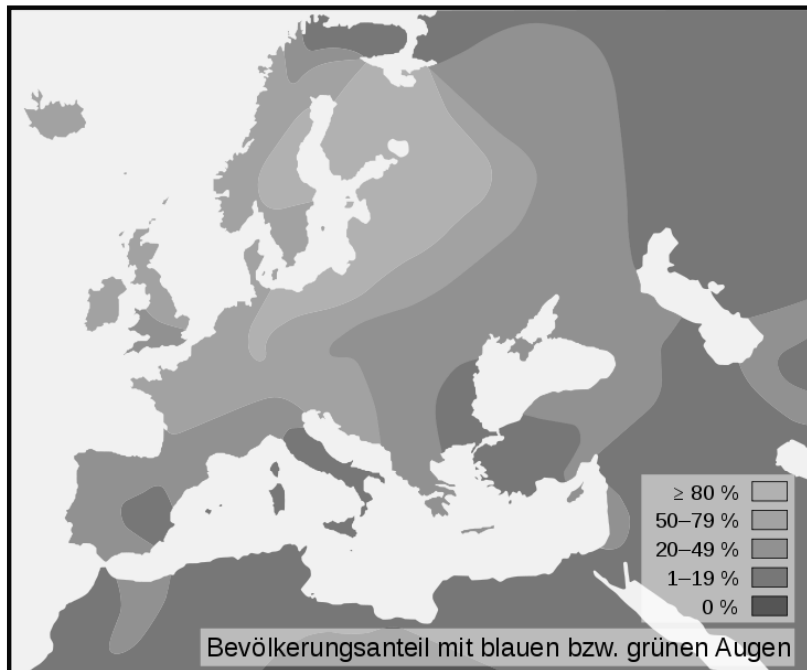 ≥ 80 %
50–79 %
20–49 %
1–19 %
0 %
Bevölkerungsanteil mit blauen bzw. grünen Augen